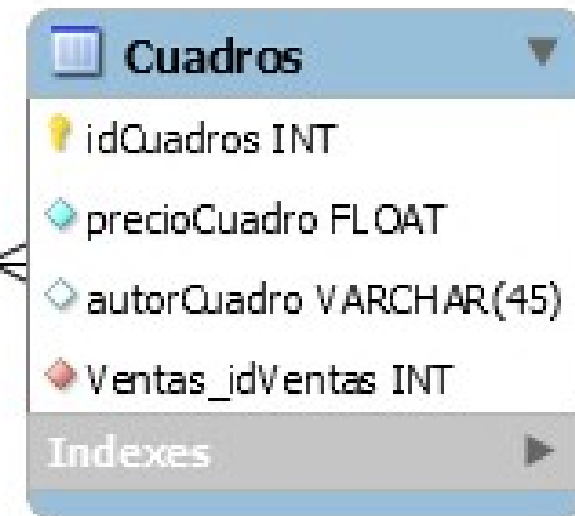 Cuadros
idCuadros INT
precioCuadro FLOAT
autorCuadro VARCHAR(45)
Ventas_idVentas INT
Indexes